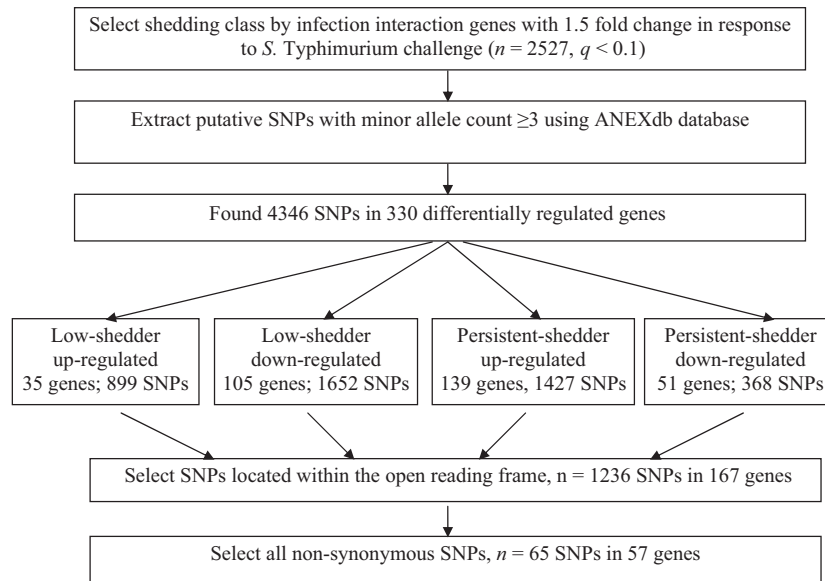 Select shedding class by infection interaction genes with 1.5 fold change in response
to S. Typhimurium challenge (n = 2527, q < 0.1)
Extract putative SNPs with minor allele count ≥3 using ANEXdb database
Found 4346 SNPs in 330 differentially regulated genes
Low-shedder
up-regulated
35 genes; 899 SNPs
Low-shedder
down-regulated
105 genes; 1652 SNPs
Persistent-shedder
up-regulated
139 genes, 1427 SNPs
Persistent-shedder
down-regulated
51 genes; 368 SNPs
Select SNPs located within the open reading frame, n = 1236 SNPs in 167 genes
Select all non-synonymous SNPs, n = 65 SNPs in 57 genes